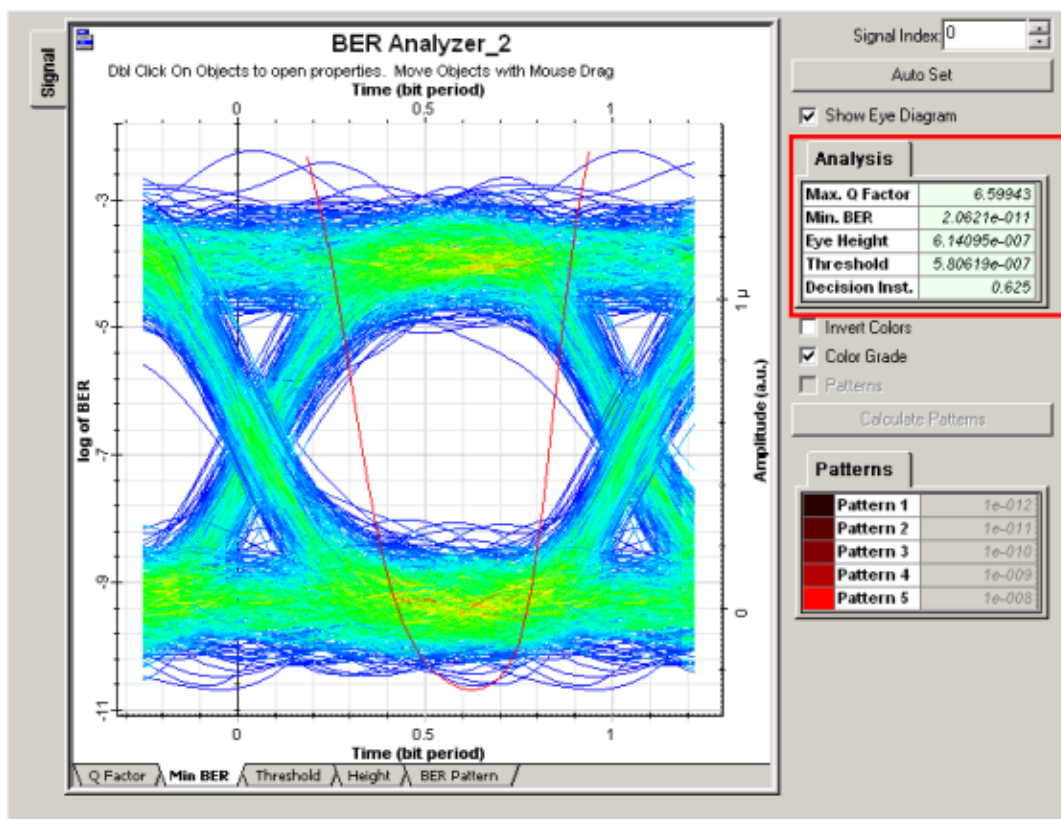 Signal
BER Analyzer_2
Dbl Click On Objects to open properties. Move Objects with Mouse Drag
Time (bit period)
0 0.5 1
log of BER
-3
-5
-7
-9
-11
Amplitude (a.u.)
1 µ
0
0 0.5 1
Time (bit period)
Q Factor Min BER Threshold Height BER Pattern
Signal Index: 0
Auto Set
Show Eye Diagram
Analysis
Max. Q Factor 6.59943
Min. BER 2.0621e-011
Eye Height 6.14095e-007
Threshold 5.80619e-007
Decision Inst. 0.625
Invert Colors
Color Grade
Patterns
Calculate Patterns
Patterns
Pattern 1 1e-012
Pattern 2 1e-011
Pattern 3 1e-010
Pattern 4 1e-009
Pattern 5 1e-008